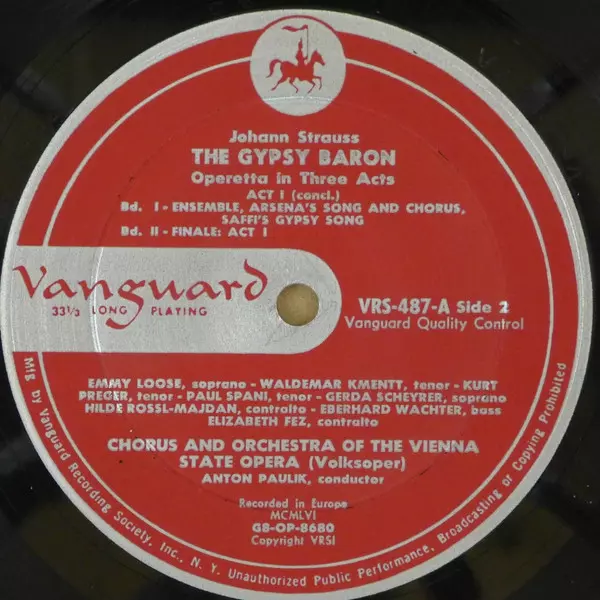 Johann Strauss
THE GYPSY BARON
Operetta in Three Acts
ACT I (concl.)
Bd. I - ENSEMBLE, ARSENA'S SONG AND CHORUS,
SAFFI'S GYPSY SONG
Bd. II - FINALE: ACT I
Vanguard
33⅓ LONG PLAYING
VRS-487-A Side 2
Vanguard Quality Control
EMMY LOOSE, soprano - WALDEMAR KMENTT, tenor - KURT
PREGER, tenor - PAUL SPANI, tenor - GERDA SCHEYRER, soprano
HILDE ROSSL-MAJDAN, contralto - EBERHARD WACHTER, bass
ELIZABETH FEZ, contralto
CHORUS AND ORCHESTRA OF THE VIENNA
STATE OPERA (Volksoper)
ANTON PAULIK, conductor
Recorded in Europe
MCMLVI
GB-OP-8680
Copyright VRSI
Mfg. by Vanguard Recording Society, Inc., N. Y. Unauthorized Public Performance, Broadcasting or Copying Prohibited